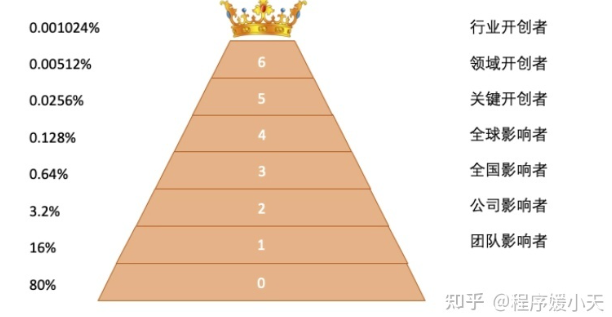 0.001024% 行业开创者
0.00512% 6 领域开创者
0.0256% 5 关键开创者
0.128% 4 全球影响者
0.64% 3 全国影响者
3.2% 2 公司影响者
16% 1 团队影响者
80% 0
知乎 @程序媛小天